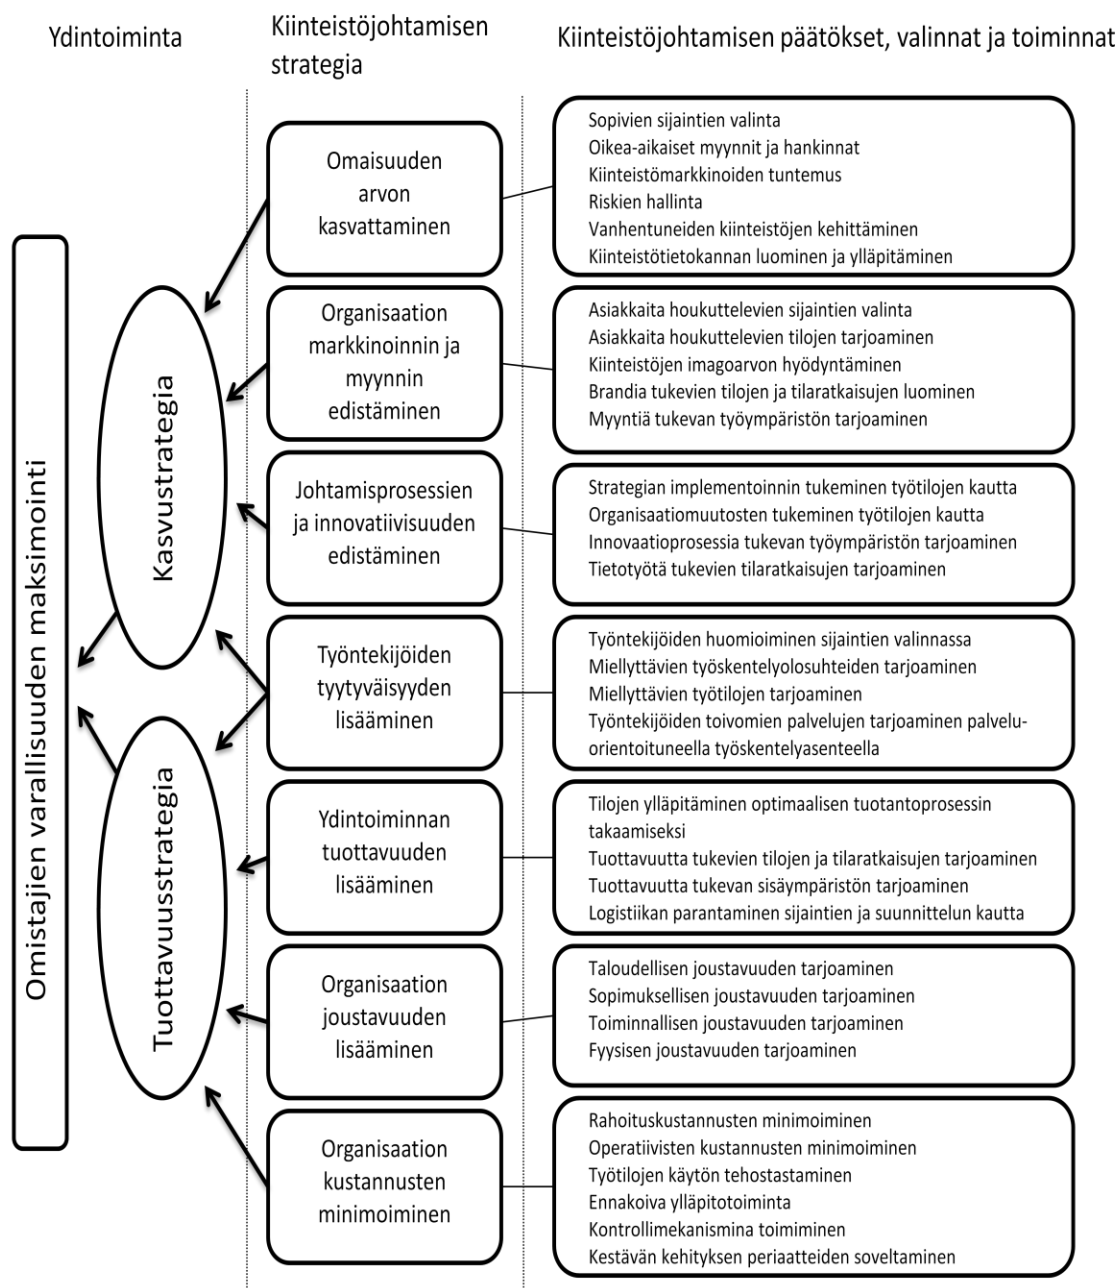 Ydintoiminta
Kiinteistöjohtamisen
strategia
Kiinteistöjohtamisen päätökset, valinnat ja toiminnat
Omistajien varallisuuden maksimointi
Kasvustrategia
Tuottavuusstrategia
Omaisuuden
arvon
kasvattaminen
Sopivien sijaintien valinta
Oikea-aikaiset myynnit ja hankinnat
Kiinteistömarkkinoiden tuntemus
Riskien hallinta
Vanhentuneiden kiinteistöjen kehittäminen
Kiinteistötietokannan luominen ja ylläpitäminen
Organisaation
markkinoinnin ja
myynnin
edistäminen
Asiakkaita houkuttelevien sijaintien valinta
Asiakkaita houkuttelevien tilojen tarjoaminen
Kiinteistöjen imagoarvon hyödyntäminen
Brandia tukevien tilojen ja tilaratkaisujen luominen
Myyntiä tukevan työympäristön tarjoaminen
Johtamisprosessien
ja innovatiivisuuden
edistäminen
Strategian implementoinnin tukeminen työtilojen kautta
Organisaatiomuutosten tukeminen työtilojen kautta
Innovaatioprosessia tukevan työympäristön tarjoaminen
Tietotyötä tukevien tilaratkaisujen tarjoaminen
Työntekijöiden
tyytyväisyyden
lisääminen
Työntekijöiden huomioiminen sijaintien valinnassa
Miellyttävien työskentelyolosuhteiden tarjoaminen
Miellyttävien työtilojen tarjoaminen
Työntekijöiden toivomien palvelujen tarjoaminen palvelu-
orientoituneella työskentelyasenteella
Ydintoiminnan
tuottavuuden
lisääminen
Tilojen ylläpitäminen optimaalisen tuotantoprosessin
takaamiseksi
Tuottavuutta tukevien tilojen ja tilaratkaisujen tarjoaminen
Tuottavuutta tukevan sisäympäristön tarjoaminen
Logistiikan parantaminen sijaintien ja suunnittelun kautta
Organisaation
joustavuuden
lisääminen
Taloudellisen joustavuuden tarjoaminen
Sopimuksellisen joustavuuden tarjoaminen
Toiminnallisen joustavuuden tarjoaminen
Fyysisen joustavuuden tarjoaminen
Organisaation
kustannusten
minimoiminen
Rahoituskustannusten minimoiminen
Operatiivisten kustannusten minimoiminen
Työtilojen käytön tehostastaminen
Ennakoiva ylläpitotoiminta
Kontrollimekanismina toimiminen
Kestävän kehityksen periaatteiden soveltaminen